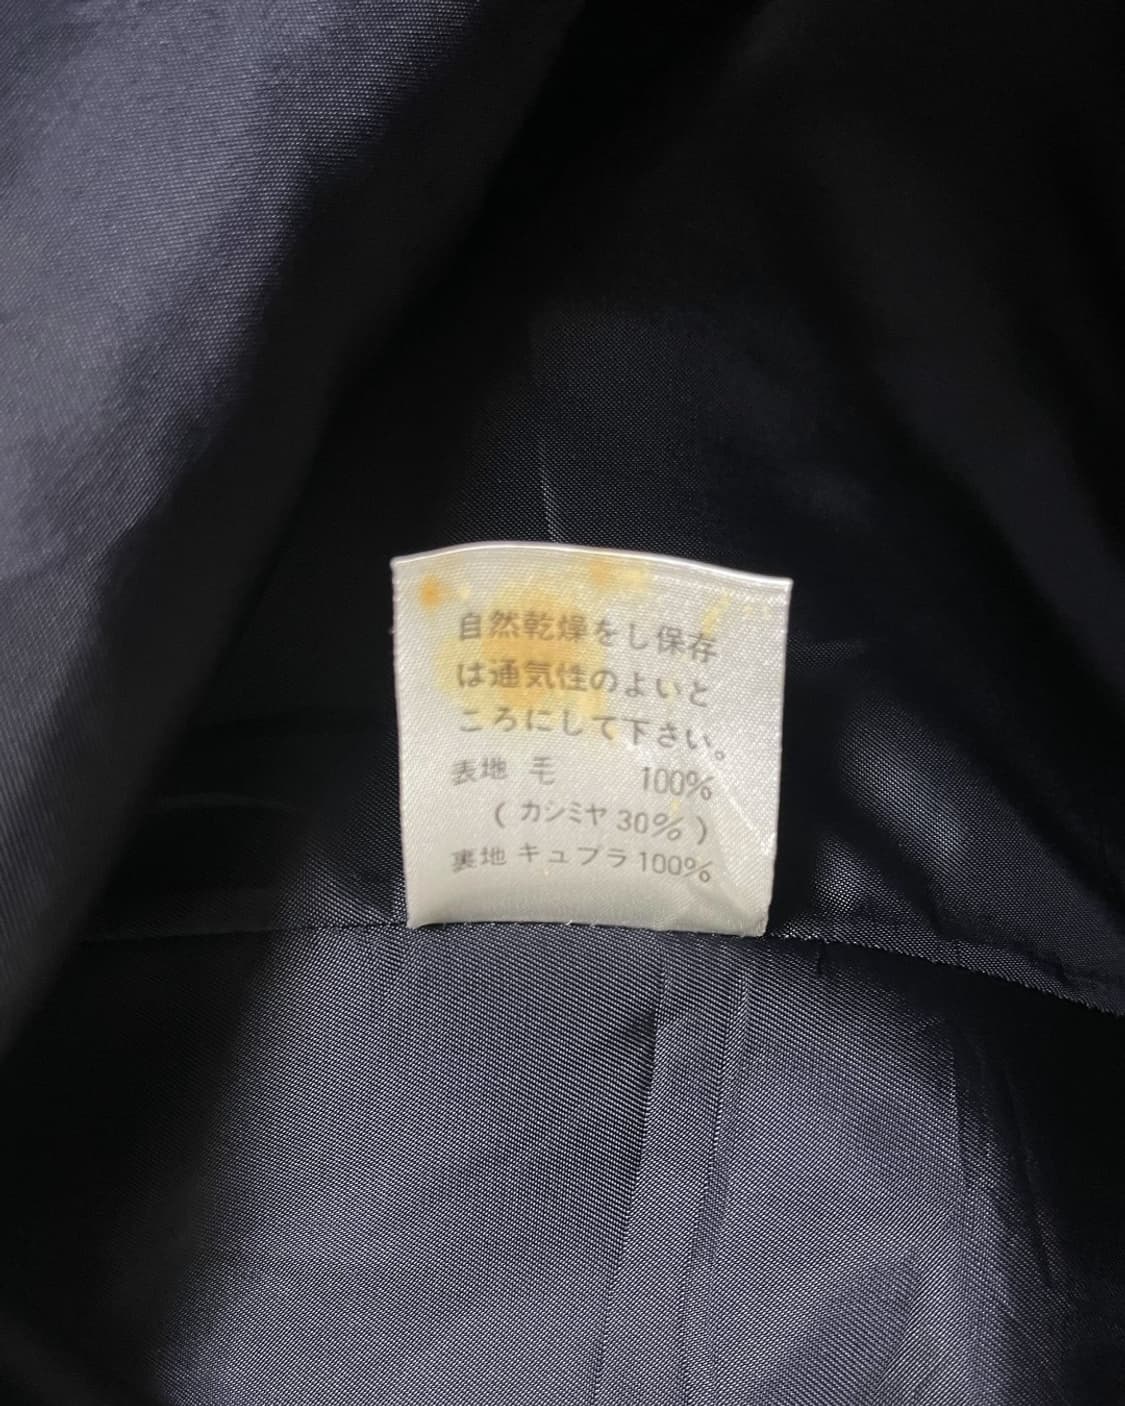 自然乾燥をし保存
は通気性のよいと
ころにして下さい。
表地 毛 100%
(カシミヤ 30%)
裏地 キュプラ 100%